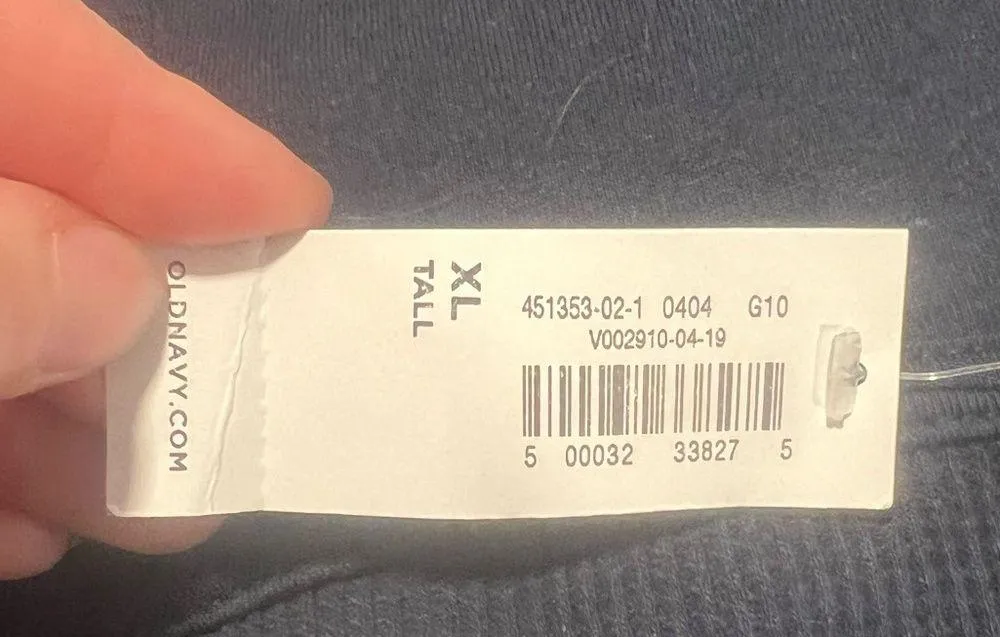 OLDNAVY.COM
XL
TALL
451353-02-1 0404 G10
V002910-04-19
5 00032 33827 5